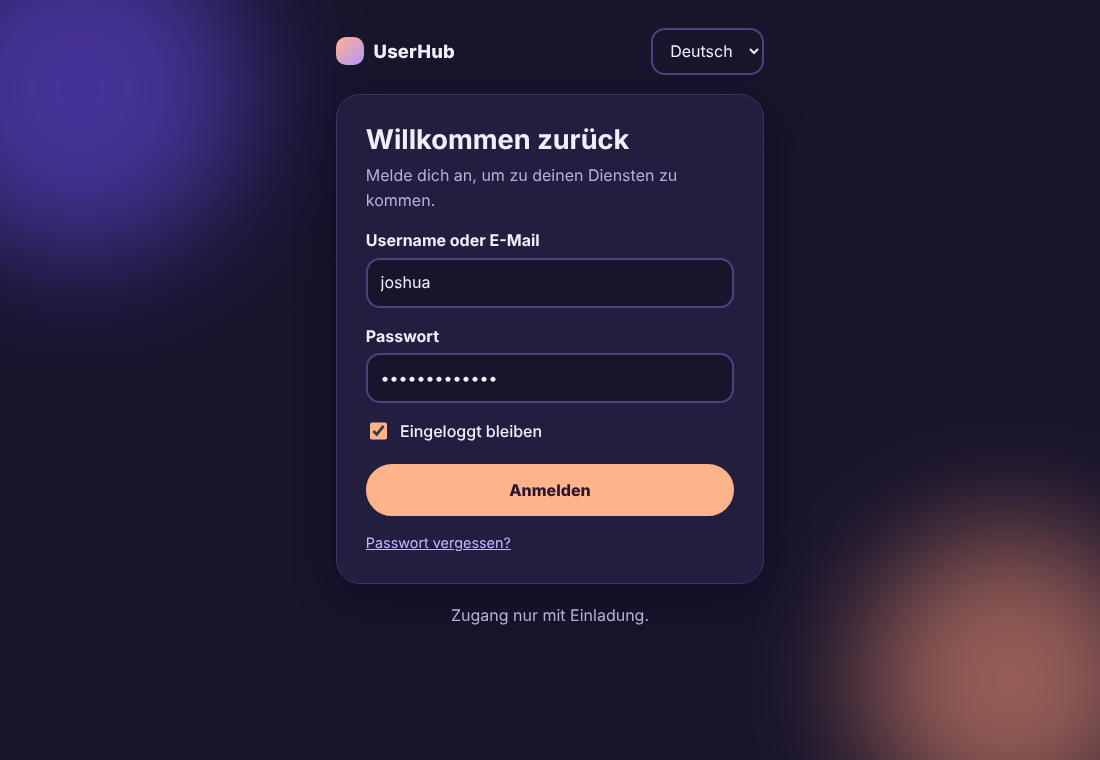 UserHub
Deutsch
Willkommen zurück
Melde dich an, um zu deinen Diensten zu
kommen.
Username oder E-Mail
joshua
Passwort
•••••••••••••
Eingeloggt bleiben
Anmelden
Passwort vergessen?
Zugang nur mit Einladung.